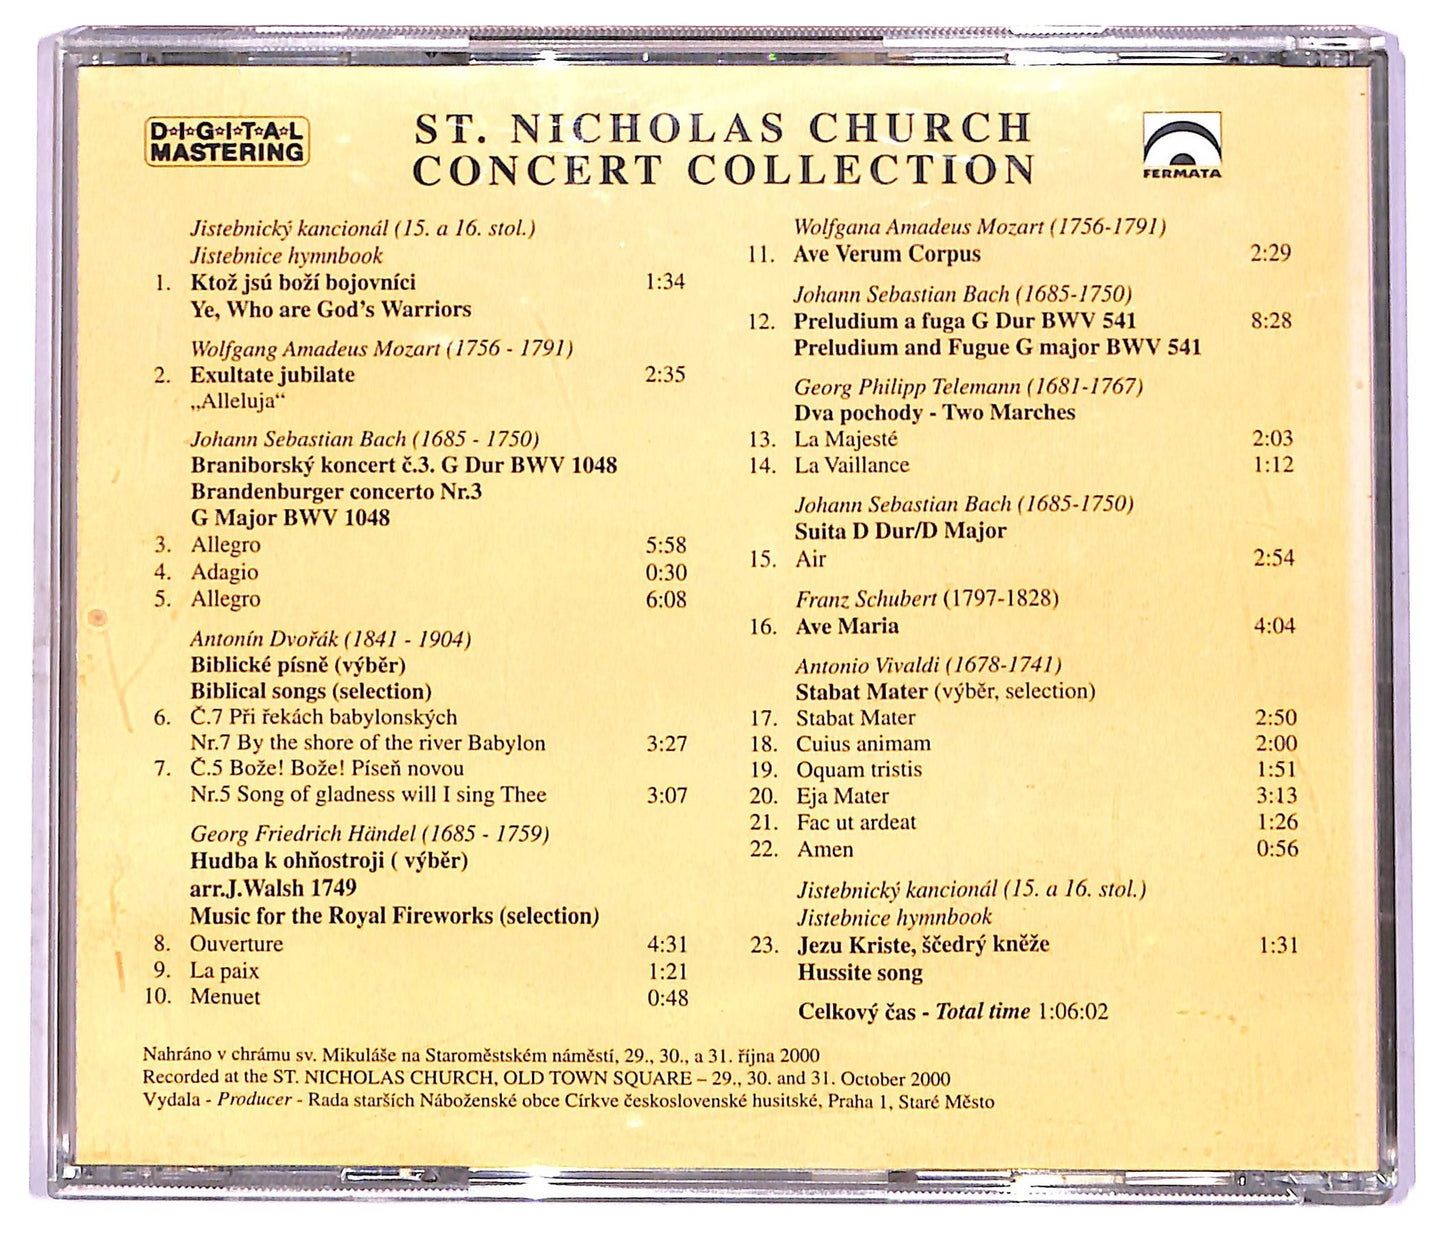 D☆I☆G☆I☆T☆A☆L
MASTERING
ST. NICHOLAS CHURCH
CONCERT COLLECTION
FERMATA
Jistebnický kancionál (15. a 16. stol.)
Jistebnice hymnbook
1. Ktož jsú boží bojovníci 1:34
Ye, Who are God's Warriors
Wolfgang Amadeus Mozart (1756 - 1791)
2. Exultate jubilate 2:35
„Alleluja“
Johann Sebastian Bach (1685 - 1750)
Braniborský koncert č.3. G Dur BWV 1048
Brandenburger concerto Nr.3
G Major BWV 1048
3. Allegro 5:58
4. Adagio 0:30
5. Allegro 6:08
Antonín Dvořák (1841 - 1904)
Biblické písně (výběr)
Biblical songs (selection)
6. Č.7 Při řekách babylonských
Nr.7 By the shore of the river Babylon 3:27
7. Č.5 Bože! Bože! Píseň novou
Nr.5 Song of gladness will I sing Thee 3:07
Georg Friedrich Händel (1685 - 1759)
Hudba k ohňostroji ( výběr)
arr.J.Walsh 1749
Music for the Royal Fireworks (selection)
8. Ouverture 4:31
9. La paix 1:21
10. Menuet 0:48
Wolfgana Amadeus Mozart (1756-1791)
11. Ave Verum Corpus 2:29
Johann Sebastian Bach (1685-1750)
12. Preludium a fuga G Dur BWV 541 8:28
Preludium and Fugue G major BWV 541
Georg Philipp Telemann (1681-1767)
Dva pochody - Two Marches
13. La Majesté 2:03
14. La Vaillance 1:12
Johann Sebastian Bach (1685-1750)
Suita D Dur/D Major
15. Air 2:54
Franz Schubert (1797-1828)
16. Ave Maria 4:04
Antonio Vivaldi (1678-1741)
Stabat Mater (výběr, selection)
17. Stabat Mater 2:50
18. Cuius animam 2:00
19. Oquam tristis 1:51
20. Eja Mater 3:13
21. Fac ut ardeat 1:26
22. Amen 0:56
Jistebnický kancionál (15. a 16. stol.)
Jistebnice hymnbook
23. Jezu Kriste, ščedrý kněže 1:31
Hussite song
Celkový čas - Total time 1:06:02
Nahráno v chrámu sv. Mikuláše na Staroměstském náměstí, 29., 30., a 31. října 2000
Recorded at the ST. NICHOLAS CHURCH, OLD TOWN SQUARE – 29., 30. and 31. October 2000
Vydala - Producer - Rada starších Náboženské obce Církve československé husitské, Praha 1, Staré Město